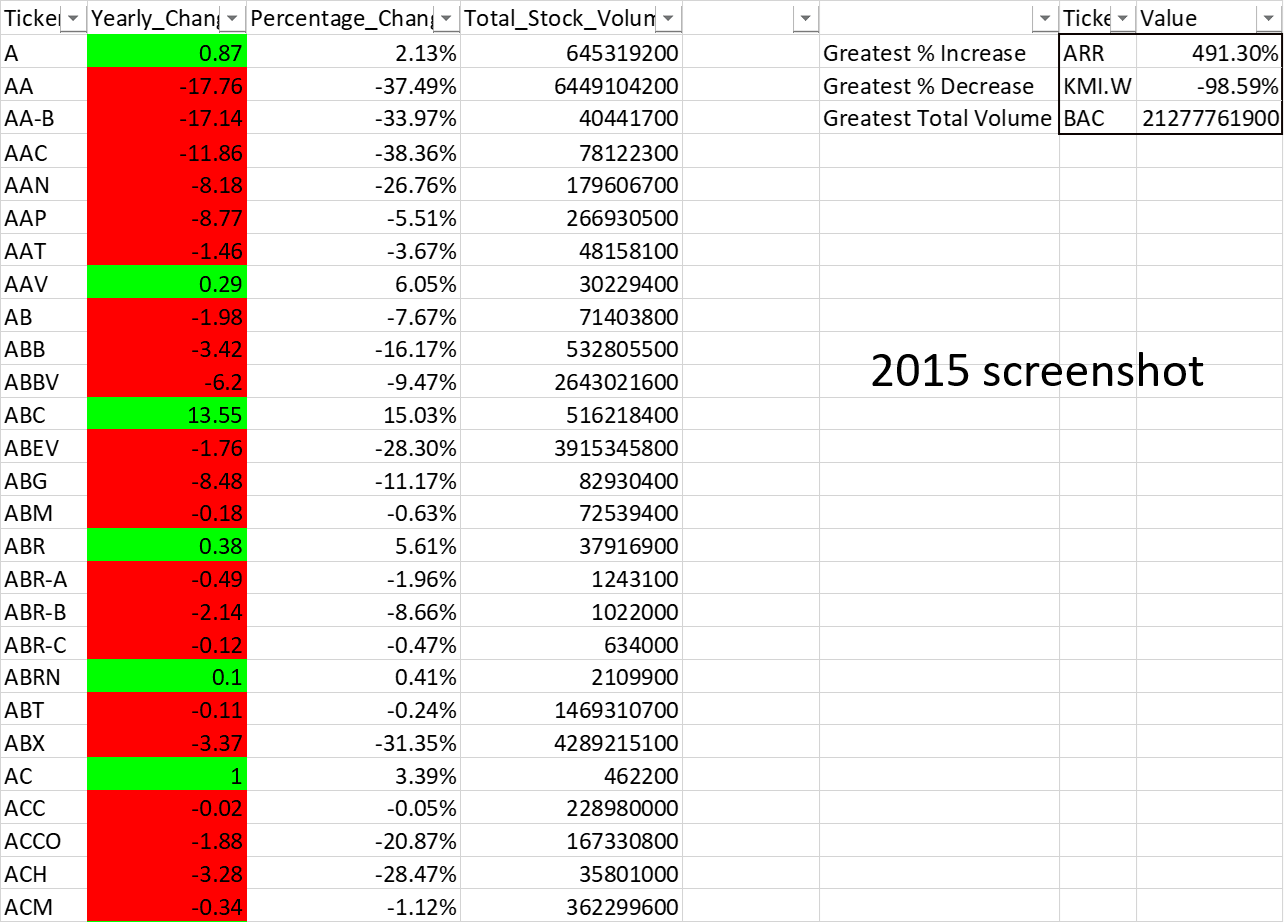 Ticker Yearly_Chang Percentage_Chang Total_Stock_Volum Ticke Value
A 0.87 2.13% 645319200 Greatest % Increase ARR 491.30%
AA -17.76 -37.49% 6449104200 Greatest % Decrease KMI.W -98.59%
AA-B -17.14 -33.97% 40441700 Greatest Total Volume BAC 21277761900
AAC -11.86 -38.36% 78122300
AAN -8.18 -26.76% 179606700
AAP -8.77 -5.51% 266930500
AAT -1.46 -3.67% 48158100
AAV 0.29 6.05% 30229400
AB -1.98 -7.67% 71403800
ABB -3.42 -16.17% 532805500
2015 screenshot
ABBV -6.2 -9.47% 2643021600
ABC 13.55 15.03% 516218400
ABEV -1.76 -28.30% 3915345800
ABG -8.48 -11.17% 82930400
ABM -0.18 -0.63% 72539400
ABR 0.38 5.61% 37916900
ABR-A -0.49 -1.96% 1243100
ABR-B -2.14 -8.66% 1022000
ABR-C -0.12 -0.47% 634000
ABRN 0.1 0.41% 2109900
ABT -0.11 -0.24% 1469310700
ABX -3.37 -31.35% 4289215100
AC 1 3.39% 462200
ACC -0.02 -0.05% 228980000
ACCO -1.88 -20.87% 167330800
ACH -3.28 -28.47% 35801000
ACM -0.34 -1.12% 362299600